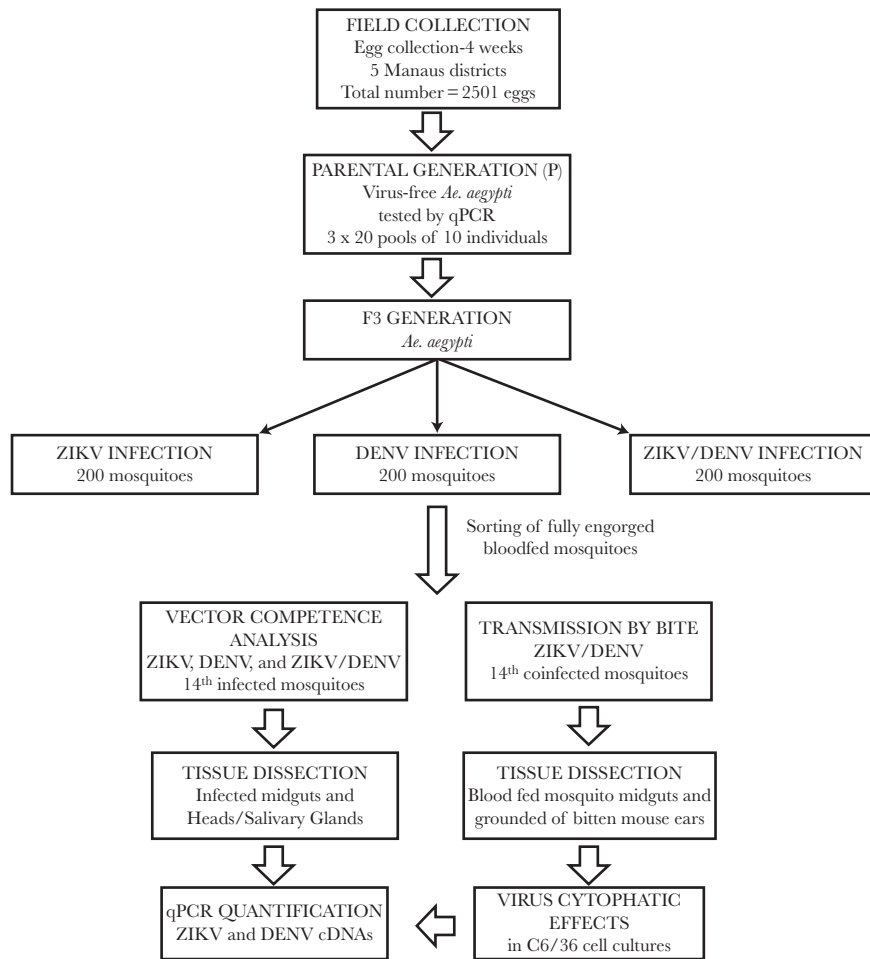 FIELD COLLECTION
Egg collection-4 weeks
5 Manaus districts
Total number = 2501 eggs
PARENTAL GENERATION (P)
Virus-free Ae. aegypti
tested by qPCR
3 x 20 pools of 10 individuals
F3 GENERATION
Ae. aegypti
ZIKV INFECTION
200 mosquitoes
DENV INFECTION
200 mosquitoes
ZIKV/DENV INFECTION
200 mosquitoes
Sorting of fully engorged
bloodfed mosquitoes
VECTOR COMPETENCE
ANALYSIS
ZIKV, DENV, and ZIKV/DENV
14th infected mosquitoes
TRANSMISSION BY BITE
ZIKV/DENV
14th coinfected mosquitoes
TISSUE DISSECTION
Infected midguts and
Heads/Salivary Glands
TISSUE DISSECTION
Blood fed mosquito midguts and
grounded of bitten mouse ears
qPCR QUANTIFICATION
ZIKV and DENV cDNAs
VIRUS CYTOPHATIC
EFFECTS
in C6/36 cell cultures